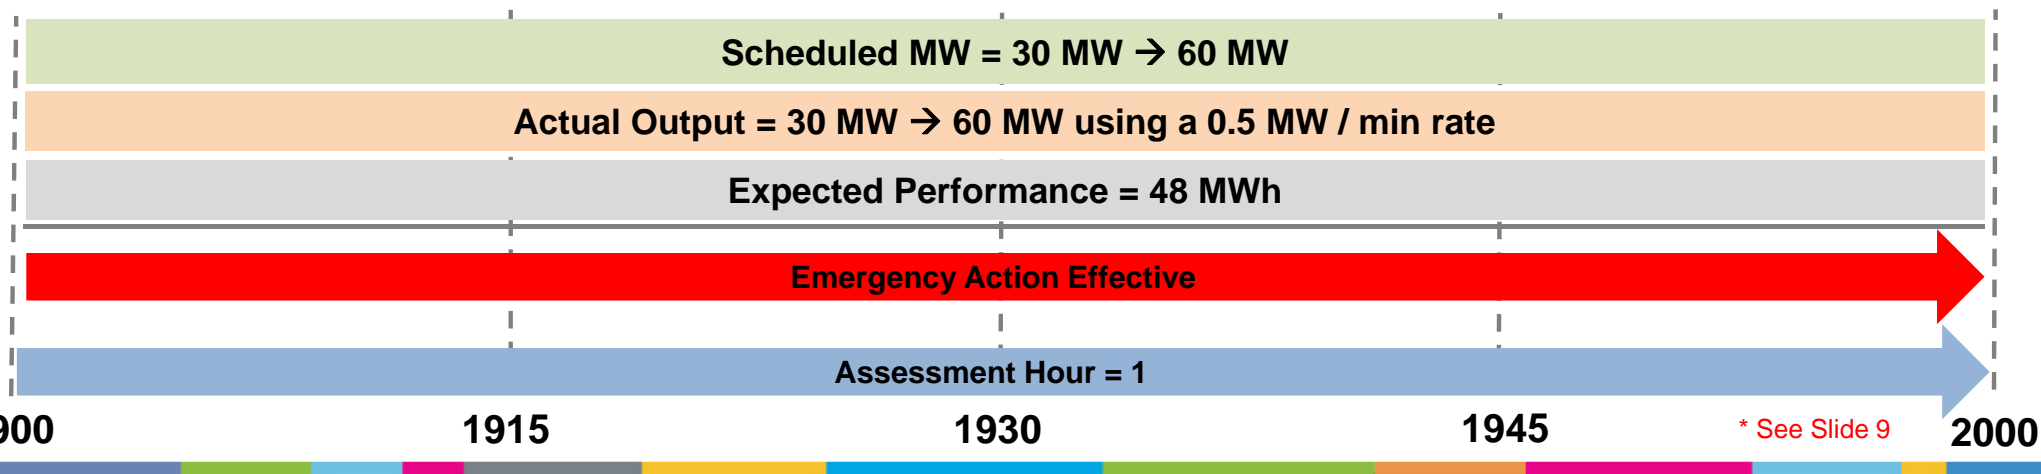 Scheduled MW = 30 MW → 60 MW
Actual Output = 30 MW → 60 MW using a 0.5 MW / min rate
Expected Performance = 48 MWh
Emergency Action Effective
Assessment Hour = 1
900 1915 1930 1945 * See Slide 9 2000